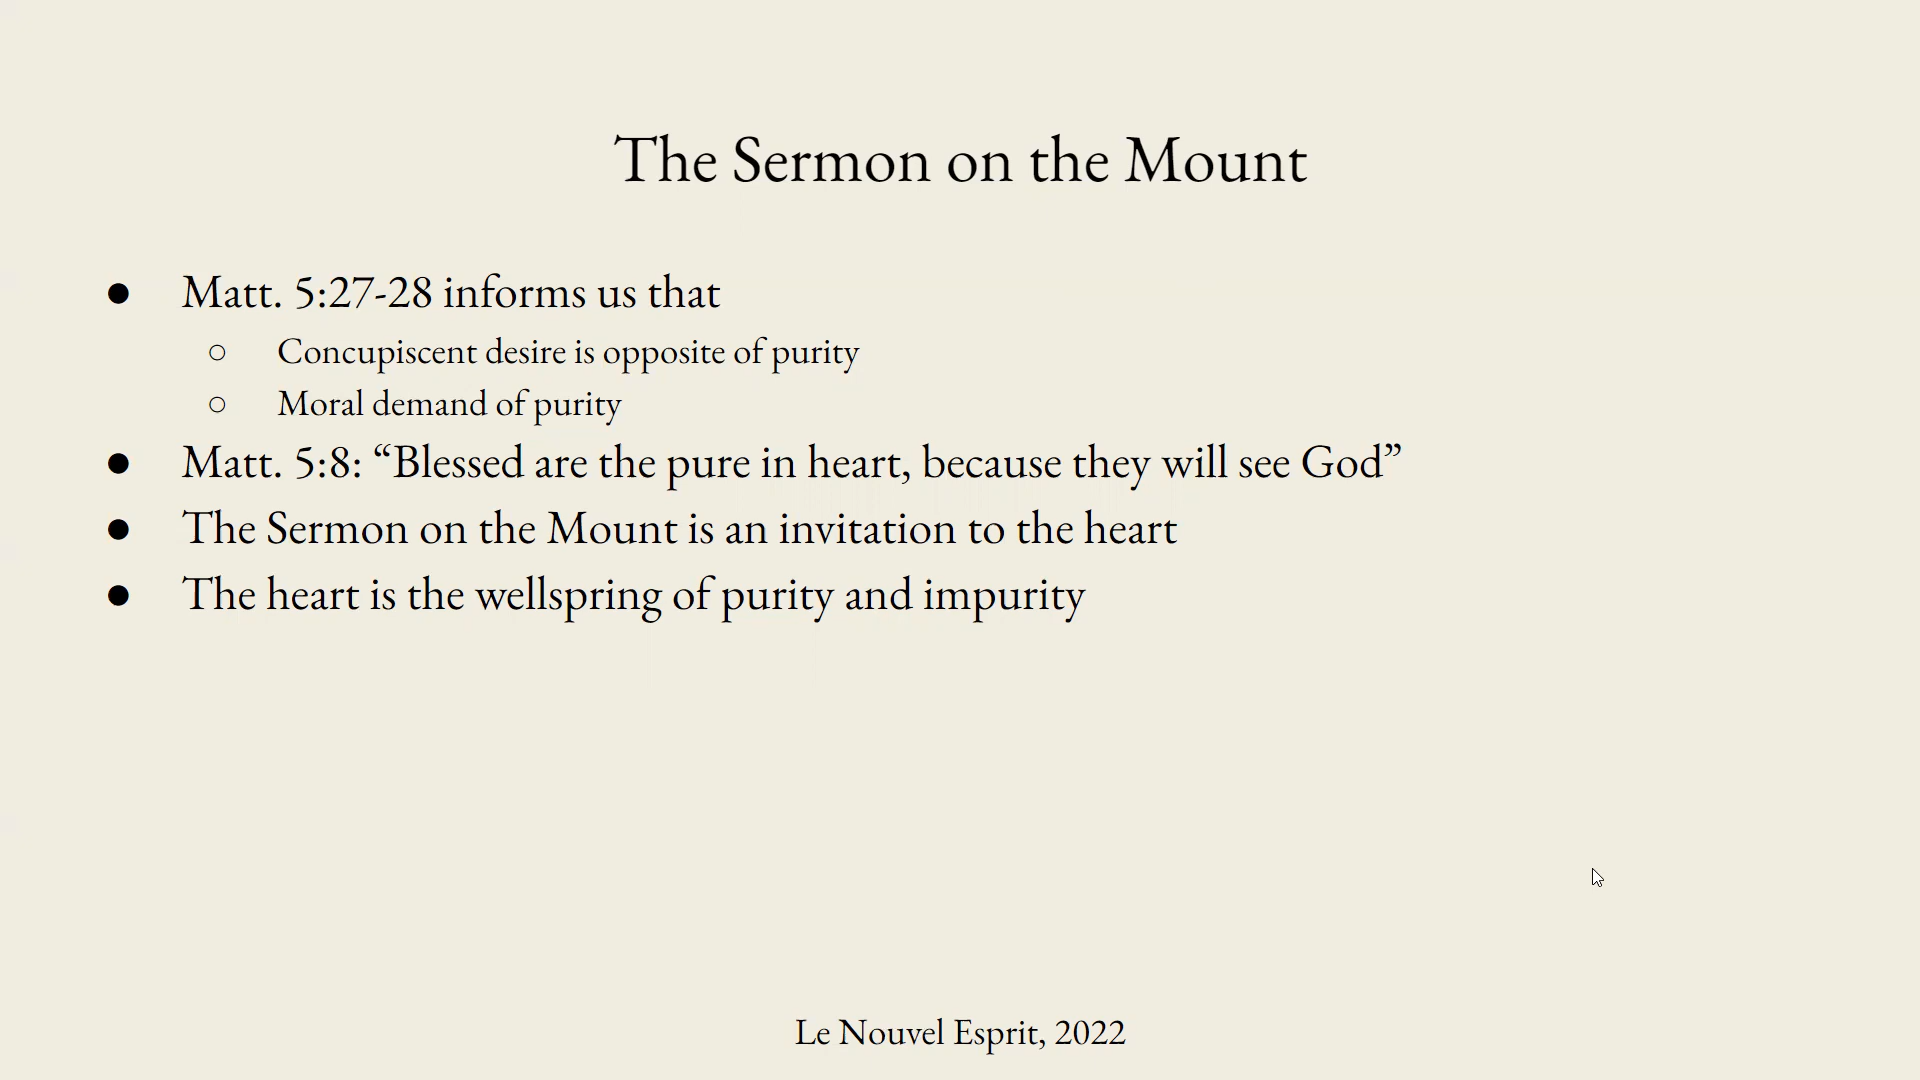 The Sermon on the Mount
● Matt. 5:27-28 informs us that
○ Concupiscent desire is opposite of purity
○ Moral demand of purity
● Matt. 5:8: “Blessed are the pure in heart, because they will see God”
● The Sermon on the Mount is an invitation to the heart
● The heart is the wellspring of purity and impurity
Le Nouvel Esprit, 2022